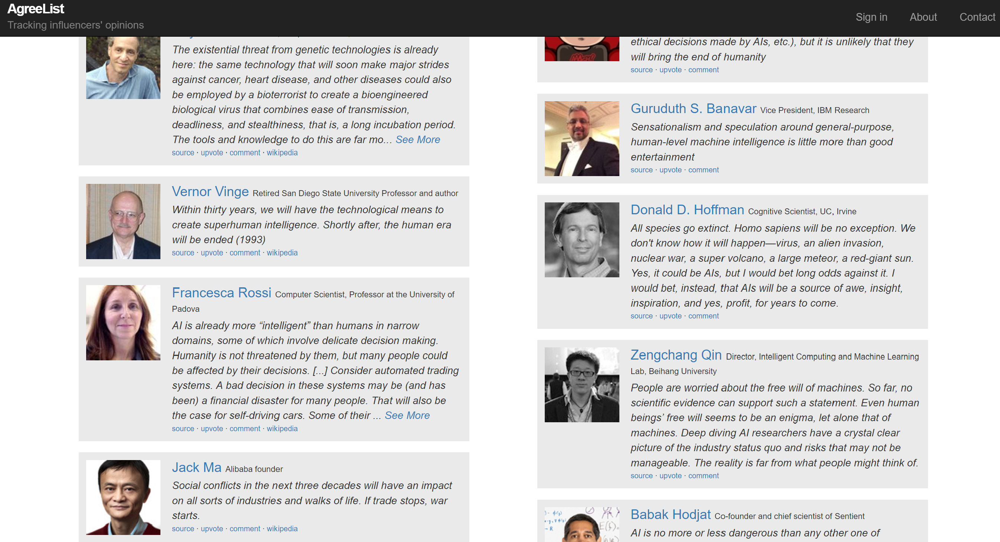 AgreeList
Tracking influencers' opinions
Sign in
About
Contact
The existential threat from genetic technologies is already
here: the same technology that will soon make major strides
against cancer, heart disease, and other diseases could also
be employed by a bioterrorist to create a bioengineered
biological virus that combines ease of transmission,
deadliness, and stealthiness, that is, a long incubation period.
The tools and knowledge to do this are far mo... See More
source · upvote · comment · wikipedia
Vernor Vinge Retired San Diego State University Professor and author
Within thirty years, we will have the technological means to
create superhuman intelligence. Shortly after, the human era
will be ended (1993)
source · upvote · comment · wikipedia
Francesca Rossi Computer Scientist, Professor at the University of
Padova
AI is already more “intelligent” than humans in narrow
domains, some of which involve delicate decision making.
Humanity is not threatened by them, but many people could
be affected by their decisions. [...] Consider automated trading
systems. A bad decision in these systems may be (and has
been) a financial disaster for many people. That will also be
the case for self-driving cars. Some of their ... See More
source · upvote · comment · wikipedia
Jack Ma Alibaba founder
Social conflicts in the next three decades will have an impact
on all sorts of industries and walks of life. If trade stops, war
starts.
source · upvote · comment · wikipedia
ethical decisions made by AIs, etc.), but it is unlikely that they
will bring the end of humanity
source · upvote · comment
Guruduth S. Banavar Vice President, IBM Research
Sensationalism and speculation around general-purpose,
human-level machine intelligence is little more than good
entertainment
source · upvote · comment
Donald D. Hoffman Cognitive Scientist, UC, Irvine
All species go extinct. Homo sapiens will be no exception. We
don't know how it will happen—virus, an alien invasion,
nuclear war, a super volcano, a large meteor, a red-giant sun.
Yes, it could be AIs, but I would bet long odds against it. I
would bet, instead, that AIs will be a source of awe, insight,
inspiration, and yes, profit, for years to come.
source · upvote · comment
Zengchang Qin Director, Intelligent Computing and Machine Learning
Lab, Beihang University
People are worried about the free will of machines. So far, no
scientific evidence can support such a statement. Even human
beings’ free will seems to be an enigma, let alone that of
machines. Deep diving AI researchers have a crystal clear
picture of the industry status quo and risks that may not be
manageable. The reality is far from what people might think of.
source · upvote · comment
Babak Hodjat Co-founder and chief scientist of Sentient
AI is no more or less dangerous than any other one of